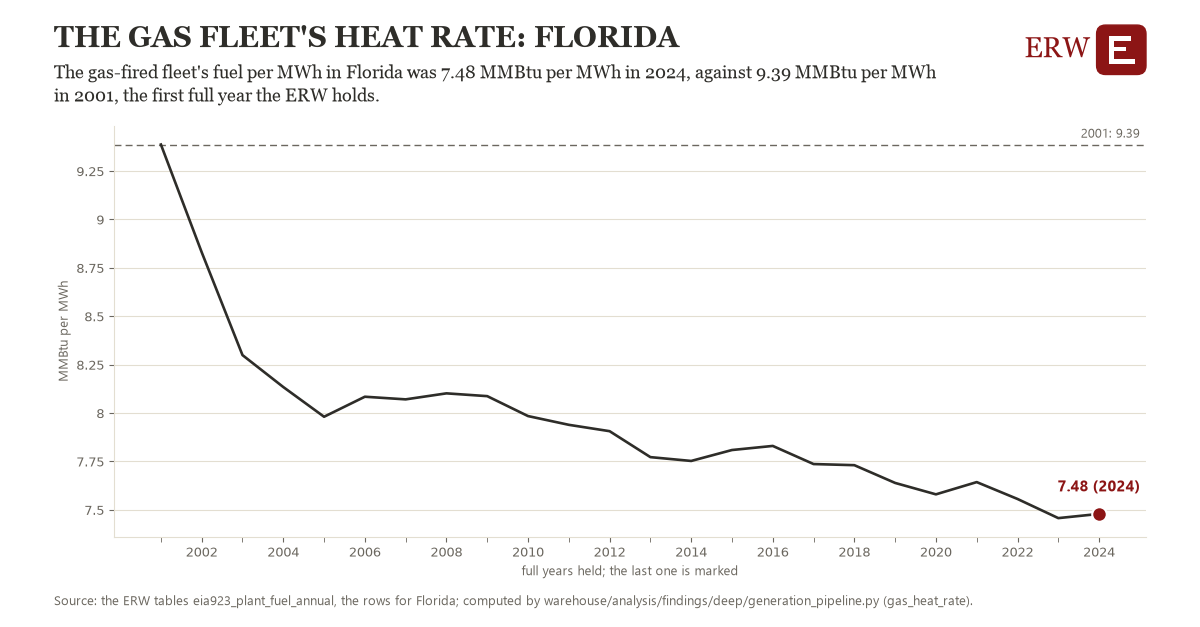 THE GAS FLEET'S HEAT RATE: FLORIDA
ERW E
The gas-fired fleet's fuel per MWh in Florida was 7.48 MMBtu per MWh in 2024, against 9.39 MMBtu per MWh
in 2001, the first full year the ERW holds.
2001: 9.39
9.25
9
8.75
8.5
8.25
8
7.75
7.5
MMBtu per MWh
7.48 (2024)
2002 2004 2006 2008 2010 2012 2014 2016 2018 2020 2022 2024
full years held; the last one is marked
Source: the ERW tables eia923_plant_fuel_annual, the rows for Florida; computed by warehouse/analysis/findings/deep/generation_pipeline.py (gas_heat_rate).